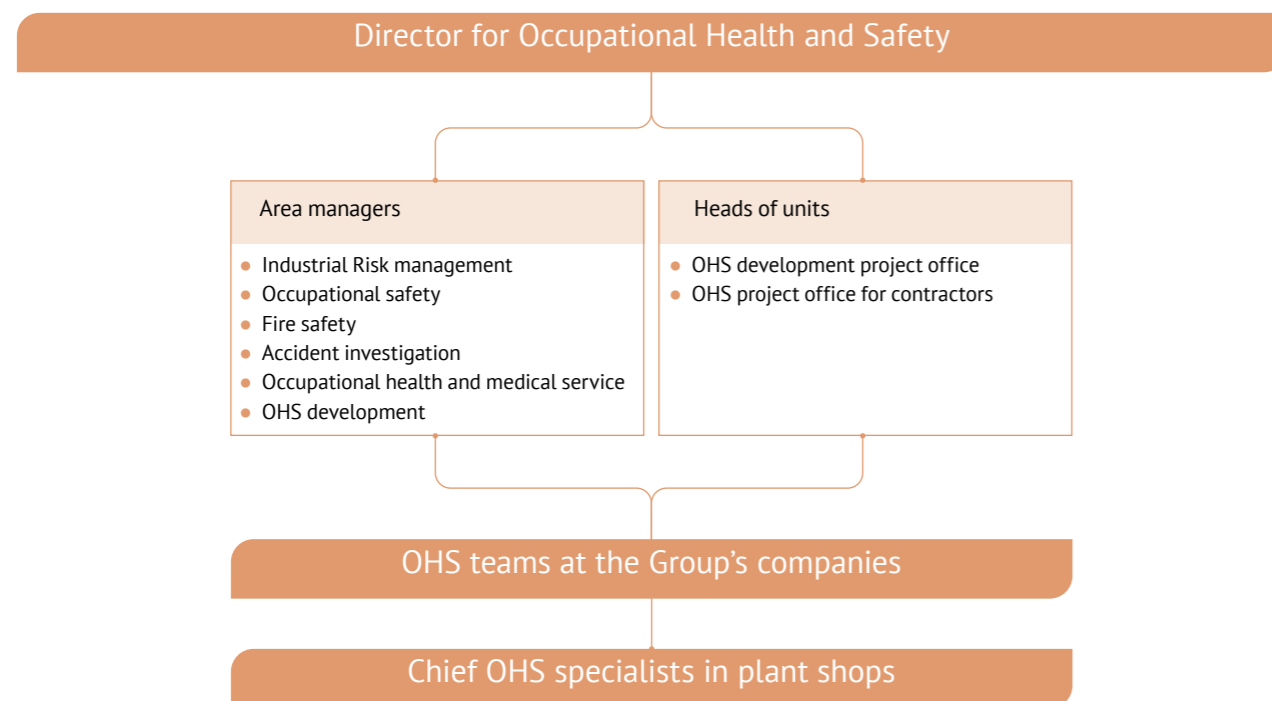 Director for Occupational Health and Safety
Area managers
Industrial Risk management
Occupational safety
Fire safety
Accident investigation
Occupational health and medical service
OHS development
Heads of units
OHS development project office
OHS project office for contractors
OHS teams at the Group's companies
Chief OHS specialists in plant shops